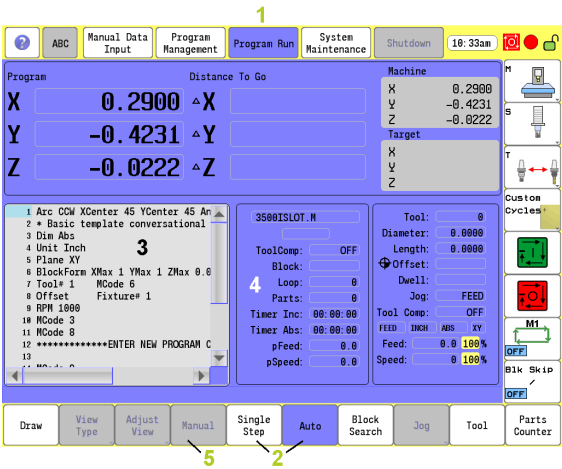 1
?
ABC
Manual Data Input
Program Management
Program Run
System Maintenance
Shutdown
10:33am
Program
Distance To Go
X 0.2900 ΔX
Y -0.4231 ΔY
Z -0.0222 ΔZ
Machine
X 0.2900
Y -0.4231
Z -0.0222
Target
X
Y
Z
1 Arc CCW XCenter 45 YCenter 45 An
2 * Basic template conversational
3 Dim Abs
4 Unit Inch
5 Plane XY
6 BlockForm XMax 1 YMax 1 ZMax 0.0
7 Tool# 1 MCode 6
8 Offset Fixture# 1
9 RPM 1000
10 MCode 3
11 MCode 8
12 *************ENTER NEW PROGRAM C
13
3
3500ISLOT.M
ToolComp: OFF
Block:
Loop: 0
Parts: 0
Timer Inc: 00:00:00
Timer Abs: 00:00:00
pFeed: 0.0
pSpeed: 0.0
4
Tool: 0
Diameter: 0.0000
Length: 0.0000
Offset:
Dwell:
Jog: FEED
Tool Comp: OFF
FEED INCH ABS XY
Feed: 0.0 100%
Speed: 0 100%
M
S
T
Custom Cycles
I
O
M1
OFF
Blk Skip
/
OFF
Draw
View Type
Adjust View
Manual
Single Step
Auto
Block Search
Jog
Tool
Parts Counter
5
2